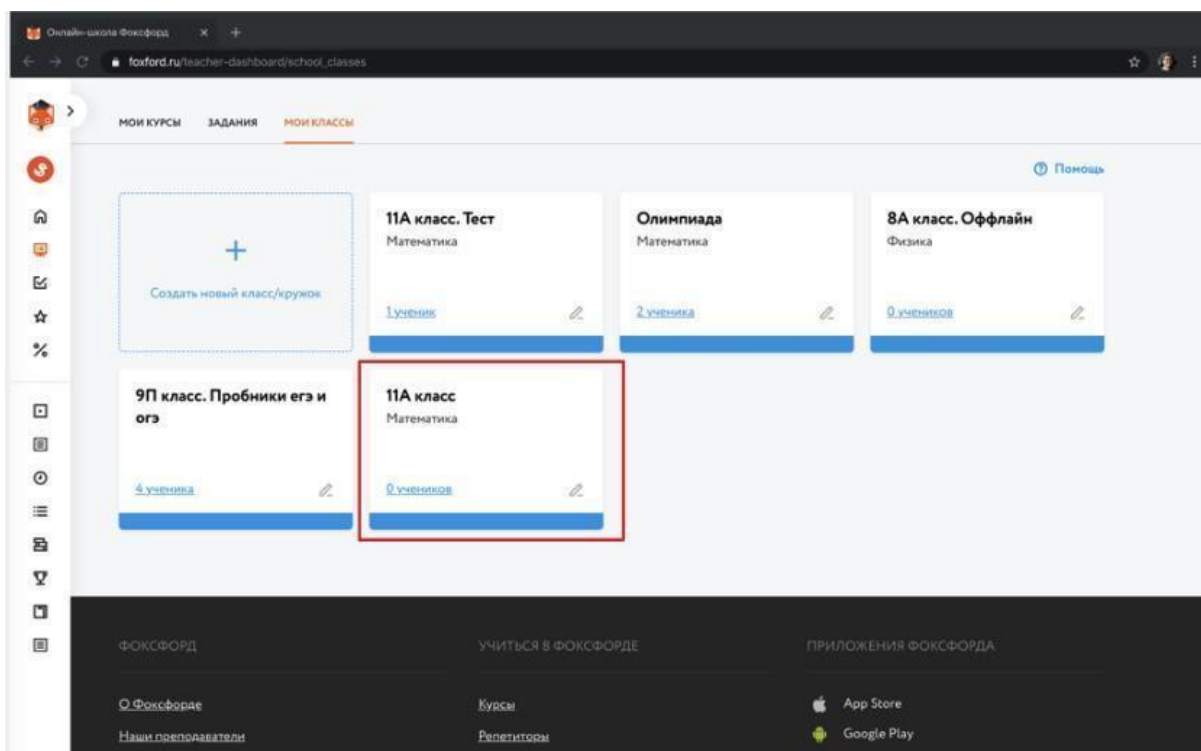 Онлайн-школа Фоксфорд
foxford.ru/teacher-dashboard/school_classes
МОИ КУРСЫ ЗАДАНИЯ МОИ КЛАССЫ
Помощь
Создать новый класс/кружок
11А класс. Тест
Математика
1 ученик
Олимпиада
Математика
2 ученика
8А класс. Оффлайн
Физика
0 учеников
9П класс. Пробники егэ и
огэ
4 ученика
11А класс
Математика
0 учеников
ФОКСФОРД
О Фоксфорде
Наши преподаватели
УЧИТЬСЯ В ФОКСФОРДЕ
Курсы
Репетиторы
ПРИЛОЖЕНИЯ ФОКСФОРДА
App Store
Google Play